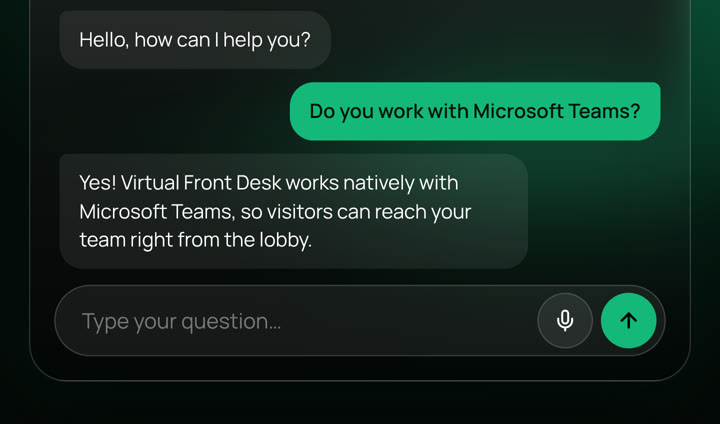 Hello, how can I help you?
Do you work with Microsoft Teams?
Yes! Virtual Front Desk works natively with
Microsoft Teams, so visitors can reach your
team right from the lobby.
Type your question...